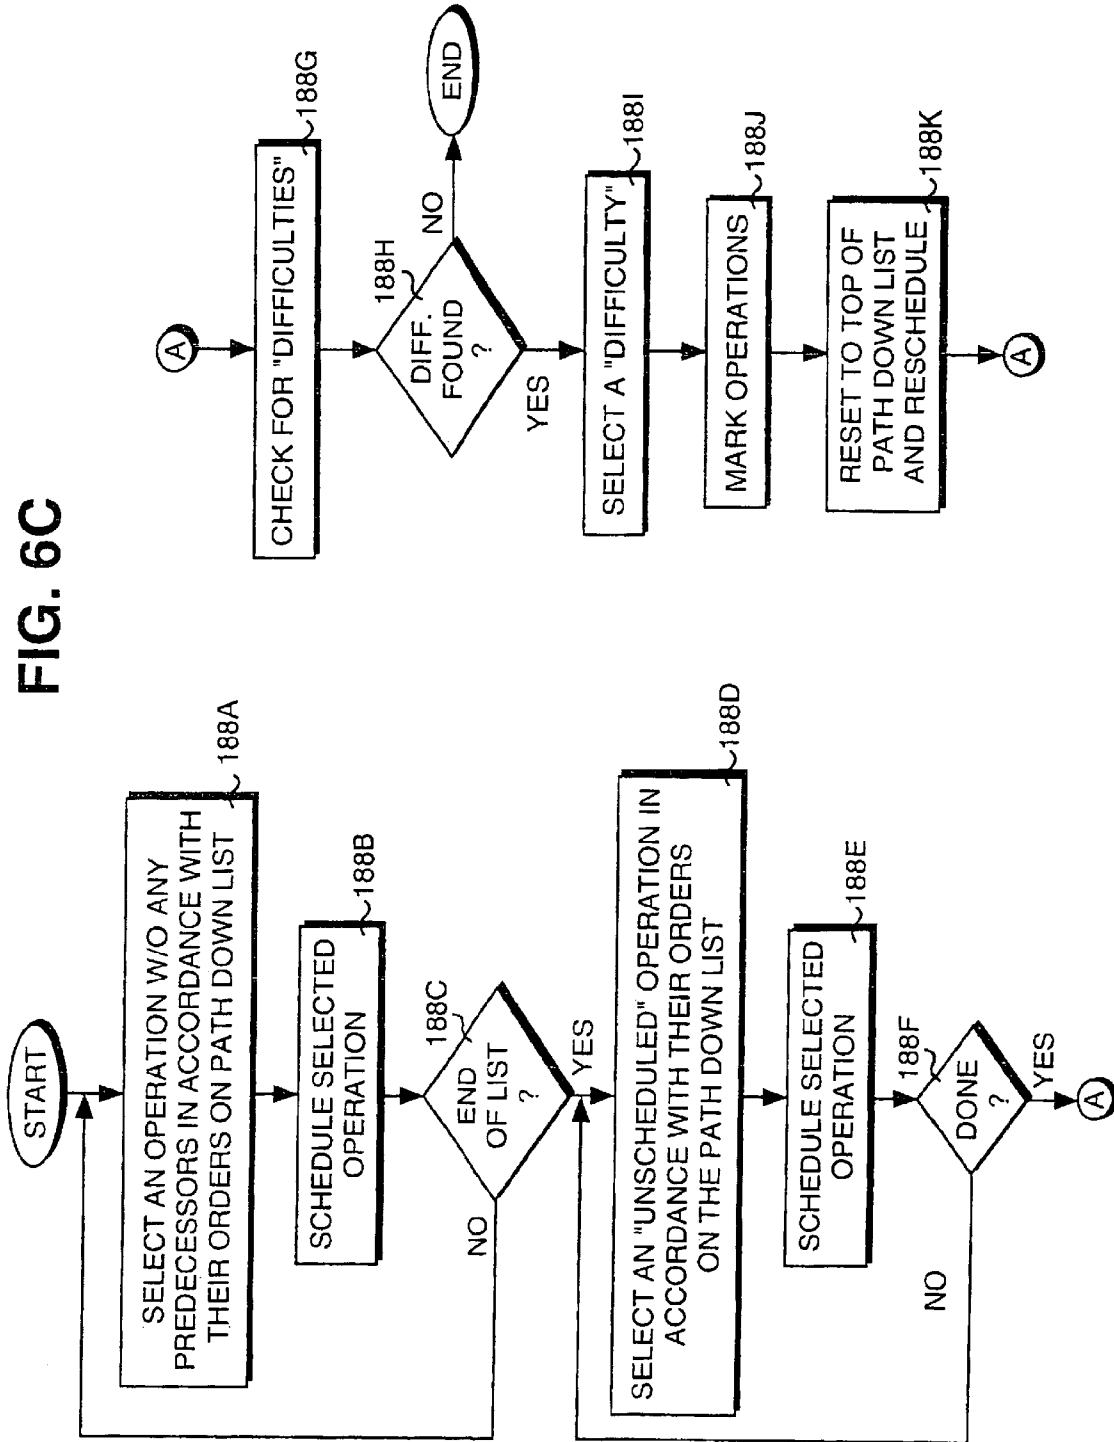 FIG. 6C
START
SELECT AN OPERATION W/O ANY
PREDECESSORS IN ACCORDANCE WITH
THEIR ORDERS ON PATH DOWN LIST
188A
SCHEDULE SELECTED
OPERATION
188B
END
OF LIST
?
188C
NO
YES
SELECT AN "UNSCHEDULED" OPERATION IN
ACCORDANCE WITH THEIR ORDERS
ON THE PATH DOWN LIST
188D
SCHEDULE SELECTED
OPERATION
188E
DONE
?
188F
NO
YES
A
A
CHECK FOR "DIFFICULTIES"
188G
DIFF.
FOUND
?
188H
NO
END
YES
SELECT A "DIFFICULTY"
188I
MARK OPERATIONS
188J
RESET TO TOP OF
PATH DOWN LIST
AND RESCHEDULE
188K
A